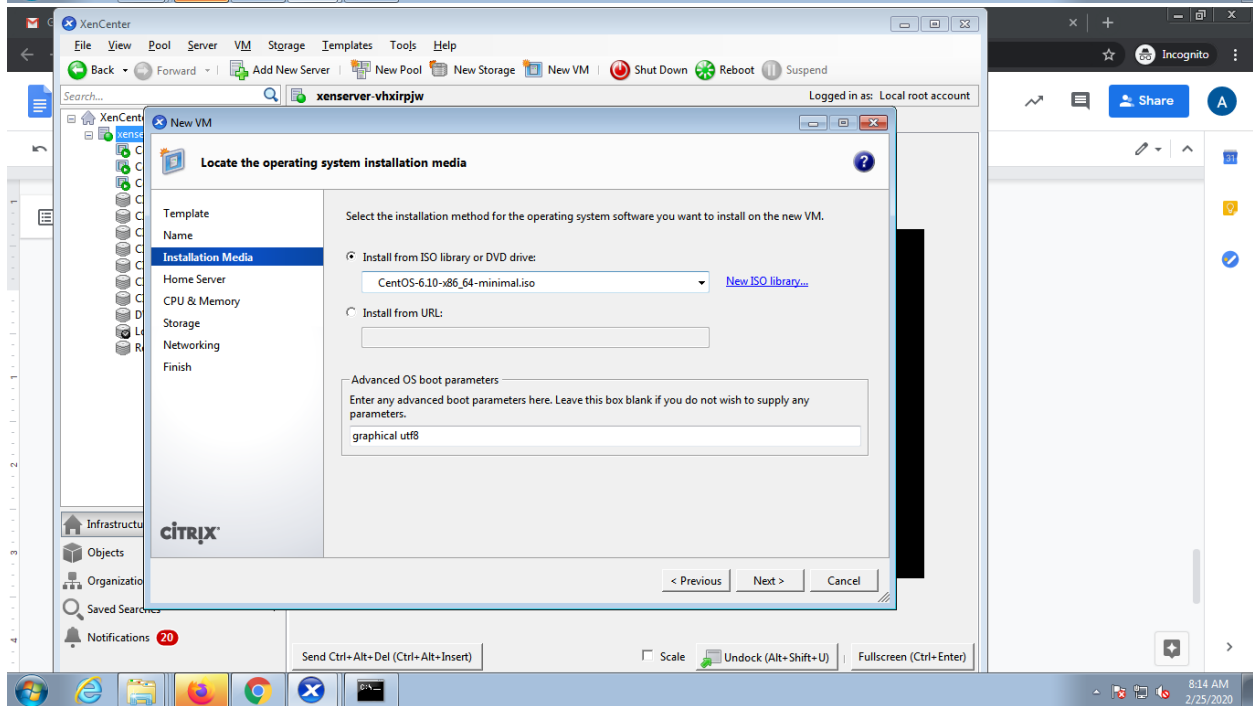 XenCenter
Incognito
File View Pool Server VM Storage Templates Tools Help
Back Forward Add New Server New Pool New Storage New VM Shut Down Reboot Suspend
Search...
xenserver-vhxirpjw
Logged in as: Local root account
Share
A
New VM
Locate the operating system installation media
?
31
Template
Name
Installation Media
Home Server
CPU & Memory
Storage
Networking
Finish
Select the installation method for the operating system software you want to install on the new VM.
Install from ISO library or DVD drive:
CentOS-6.10-x86_64-minimal.iso
New ISO library...
Install from URL:
Advanced OS boot parameters
Enter any advanced boot parameters here. Leave this box blank if you do not wish to supply any
parameters.
graphical utf8
CİTRIX
< Previous Next > Cancel
Objects
Notifications 20
Send Ctrl+Alt+Del (Ctrl+Alt+Insert)
Scale
Undock (Alt+Shift+U)
Fullscreen (Ctrl+Enter)
8:14 AM
2/25/2020